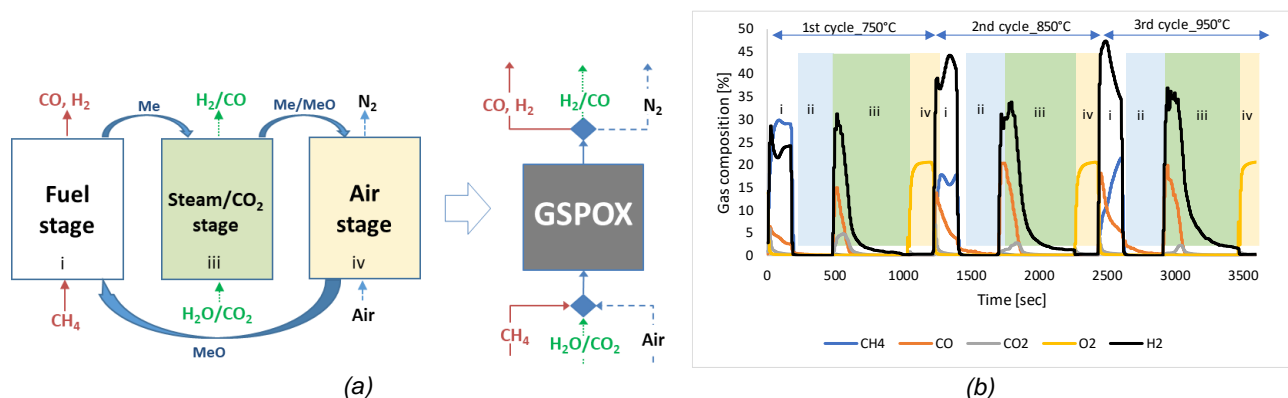 CO, H₂
Me
H₂/CO
Me/MeO
N₂
Fuel
stage
i
Steam/CO₂
stage
iii
Air
stage
iv
CH₄
H₂O/CO₂
Air
MeO
(a)
CO, H₂
H₂/CO
N₂
GSPOX
CH₄
H₂O/CO₂
Air
1st cycle_750°C
2nd cycle_850°C
3rd cycle_950°C
Gas composition [%]
50
45
40
35
30
25
20
15
10
5
0
i
ii
iii
iv
i
ii
iii
iv
i
ii
iii
iv
0
500
1000
1500
2000
2500
3000
3500
Time [sec]
CH4
CO
CO2
O2
H2
(b)